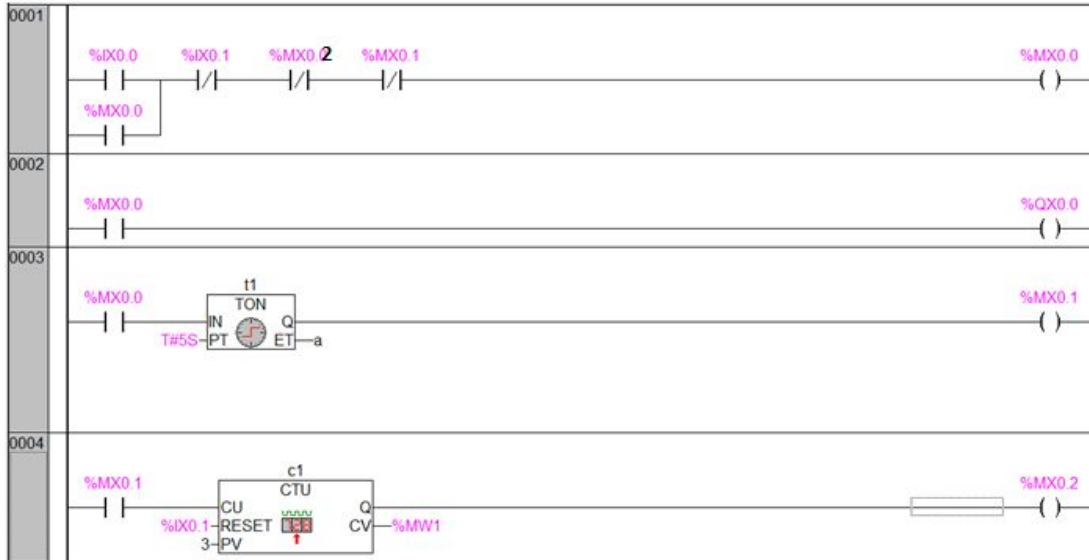 0001
%IX0.0 %IX0.1 %MX0.2 %MX0.1 %MX0.0
%MX0.0
0002
%MX0.0 %QX0.0
0003
t1
%MX0.0 TON %MX0.1
IN Q
T#5S PT ET a
0004
c1
%MX0.1 CTU %MX0.2
CU Q
%IX0.1 RESET CV %MW1
3 PV